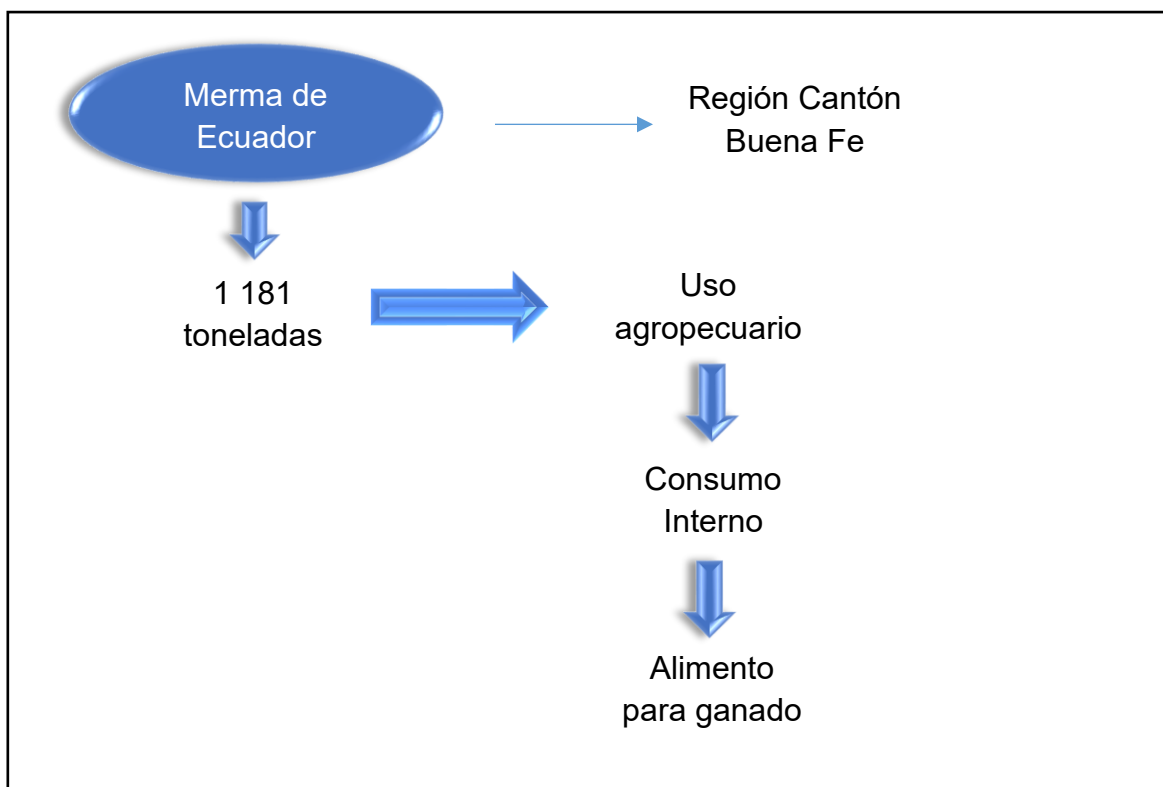 Merma de
Ecuador
Región Cantón
Buena Fe
1 181
toneladas
Uso
agropecuario
Consumo
Interno
Alimento
para ganado